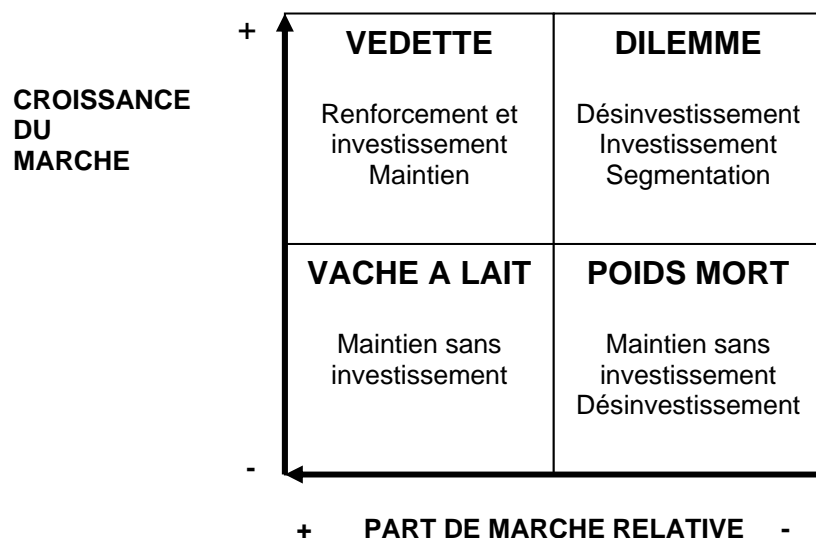 +
VEDETTE
DILEMME
CROISSANCE
DU
MARCHE
Renforcement et
investissement
Maintien
Désinvestissement
Investissement
Segmentation
VACHE A LAIT
POIDS MORT
Maintien sans
investissement
Maintien sans
investissement
Désinvestissement
-
+ PART DE MARCHE RELATIVE -